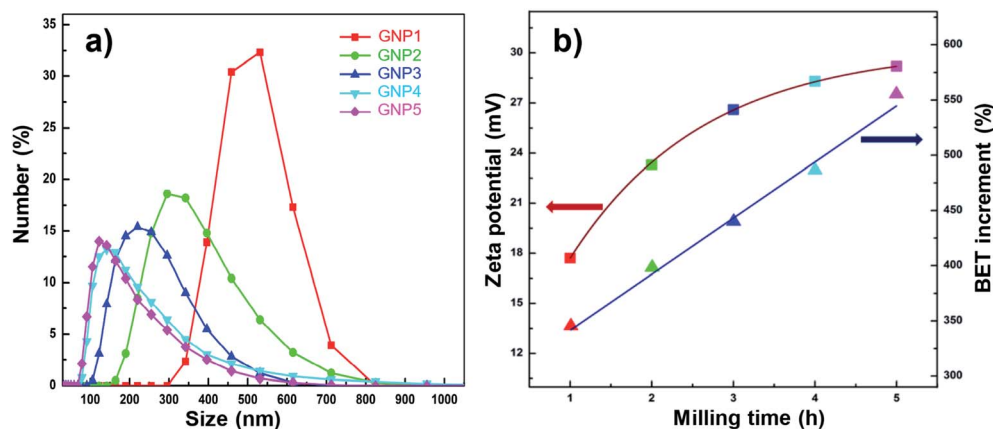 a)
GNP1
GNP2
GNP3
GNP4
GNP5
Number (%)
35
30
25
20
15
10
5
0
100 200 300 400 500 600 700 800 900 1000
Size (nm)
b)
Zeta potential (mV)
30
27
24
21
18
15
12
BET increment (%)
600
550
500
450
400
350
300
1 2 3 4 5
Milling time (h)